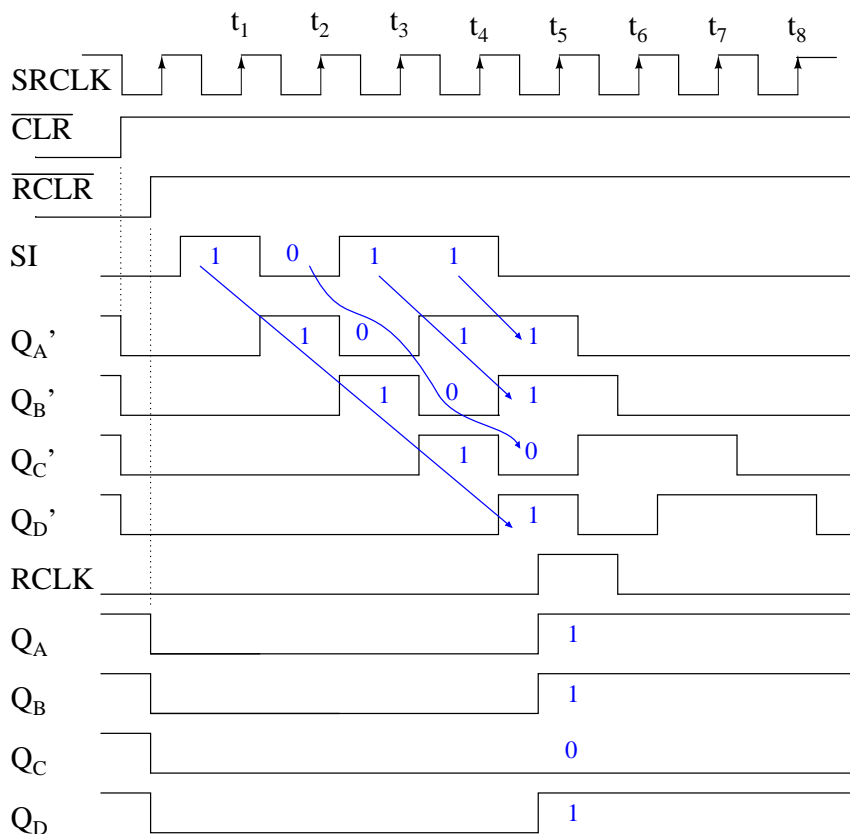 t1 t2 t3 t4 t5 t6 t7 t8
SRCLK
CLR
RCLR
SI 1 0 1 1
QA' 1 0 1 1
QB' 1 0 1
QC' 1 0
QD' 1
RCLK
QA 1
QB 1
QC 0
QD 1